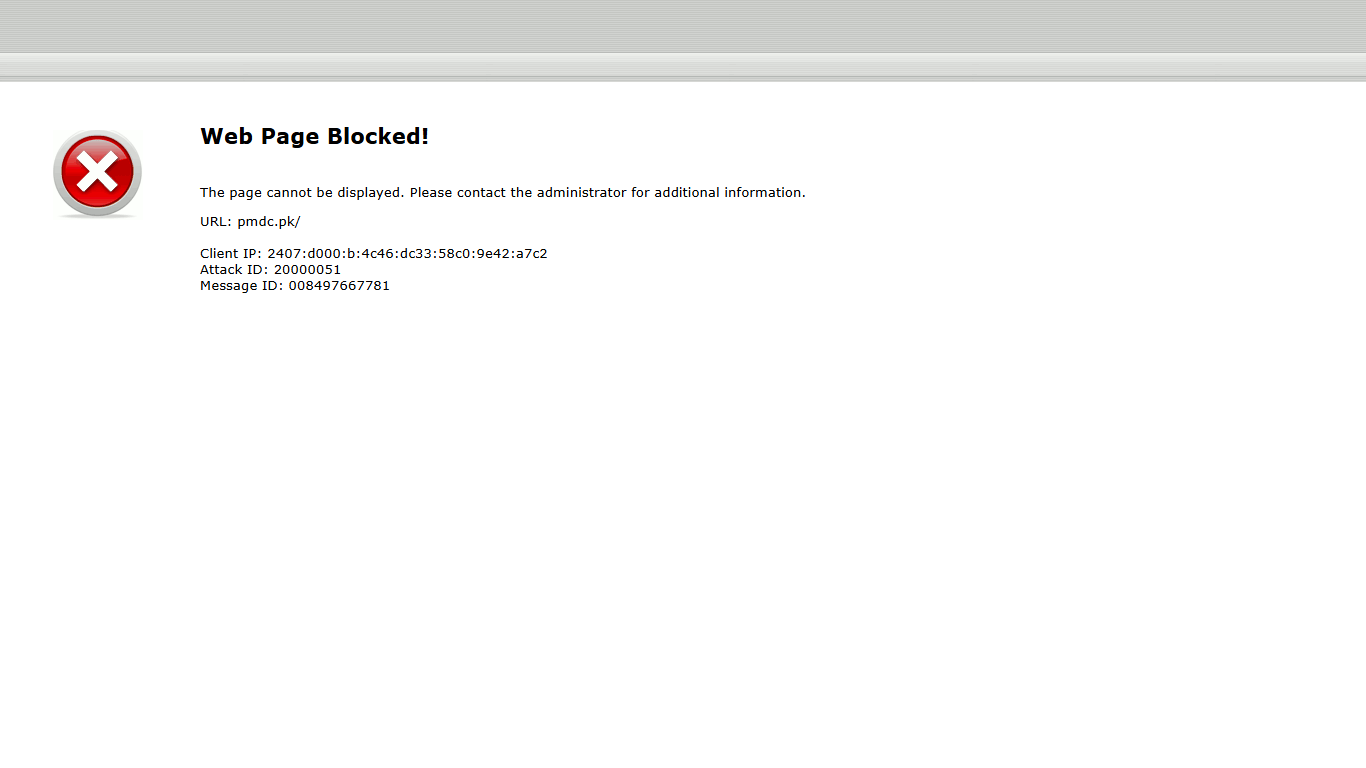 Web Page Blocked!
The page cannot be displayed. Please contact the administrator for additional information.
URL: pmdc.pk/
Client IP: 2407:d000:b:4c46:dc33:58c0:9e42:a7c2
Attack ID: 20000051
Message ID: 008497667781